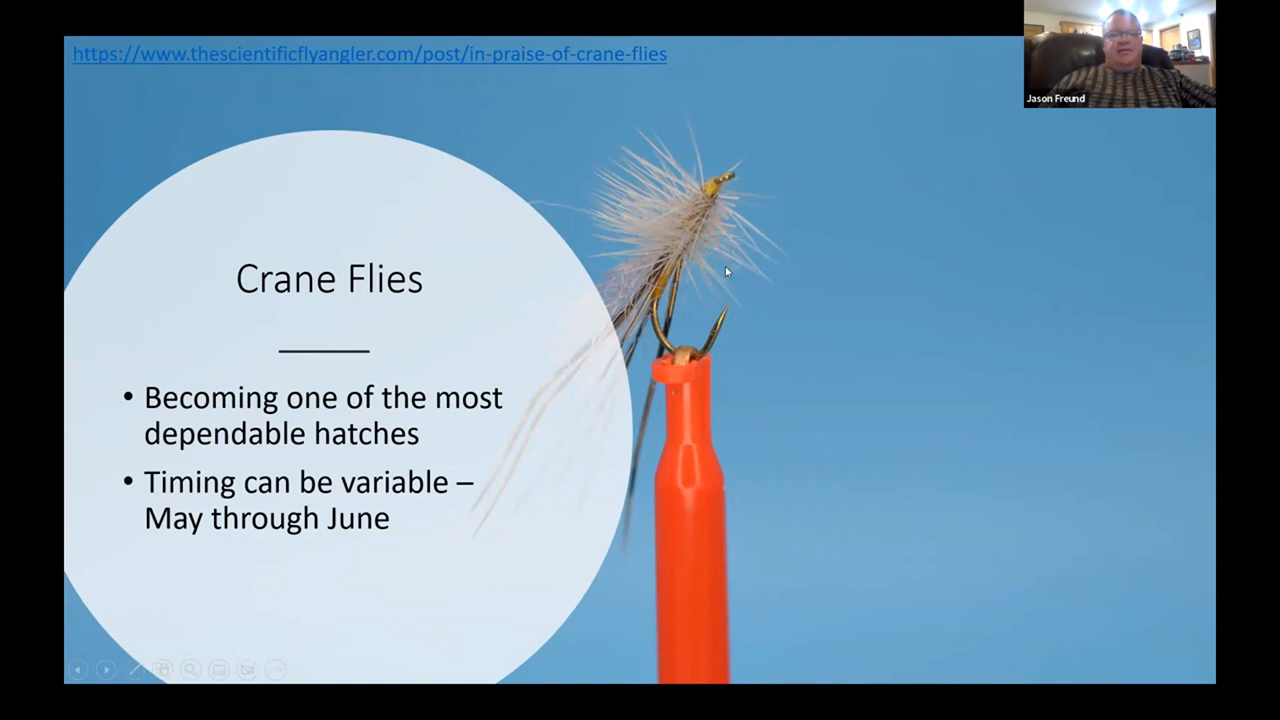 https://www.thescientificflyangler.com/post/in-praise-of-crane-flies
Jason Freund
Crane Flies
• Becoming one of the most
dependable hatches
• Timing can be variable –
May through June